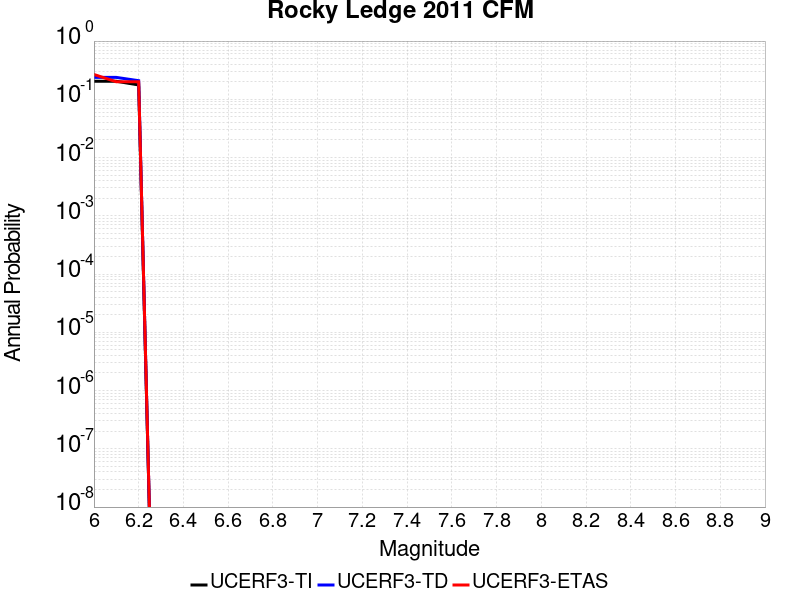 Rocky Ledge 2011 CFM
Annual Probability
10^0
10^-1
10^-2
10^-3
10^-4
10^-5
10^-6
10^-7
10^-8
6 6.2 6.4 6.6 6.8 7 7.2 7.4 7.6 7.8 8 8.2 8.4 8.6 8.8 9
Magnitude
UCERF3-TI UCERF3-TD UCERF3-ETAS